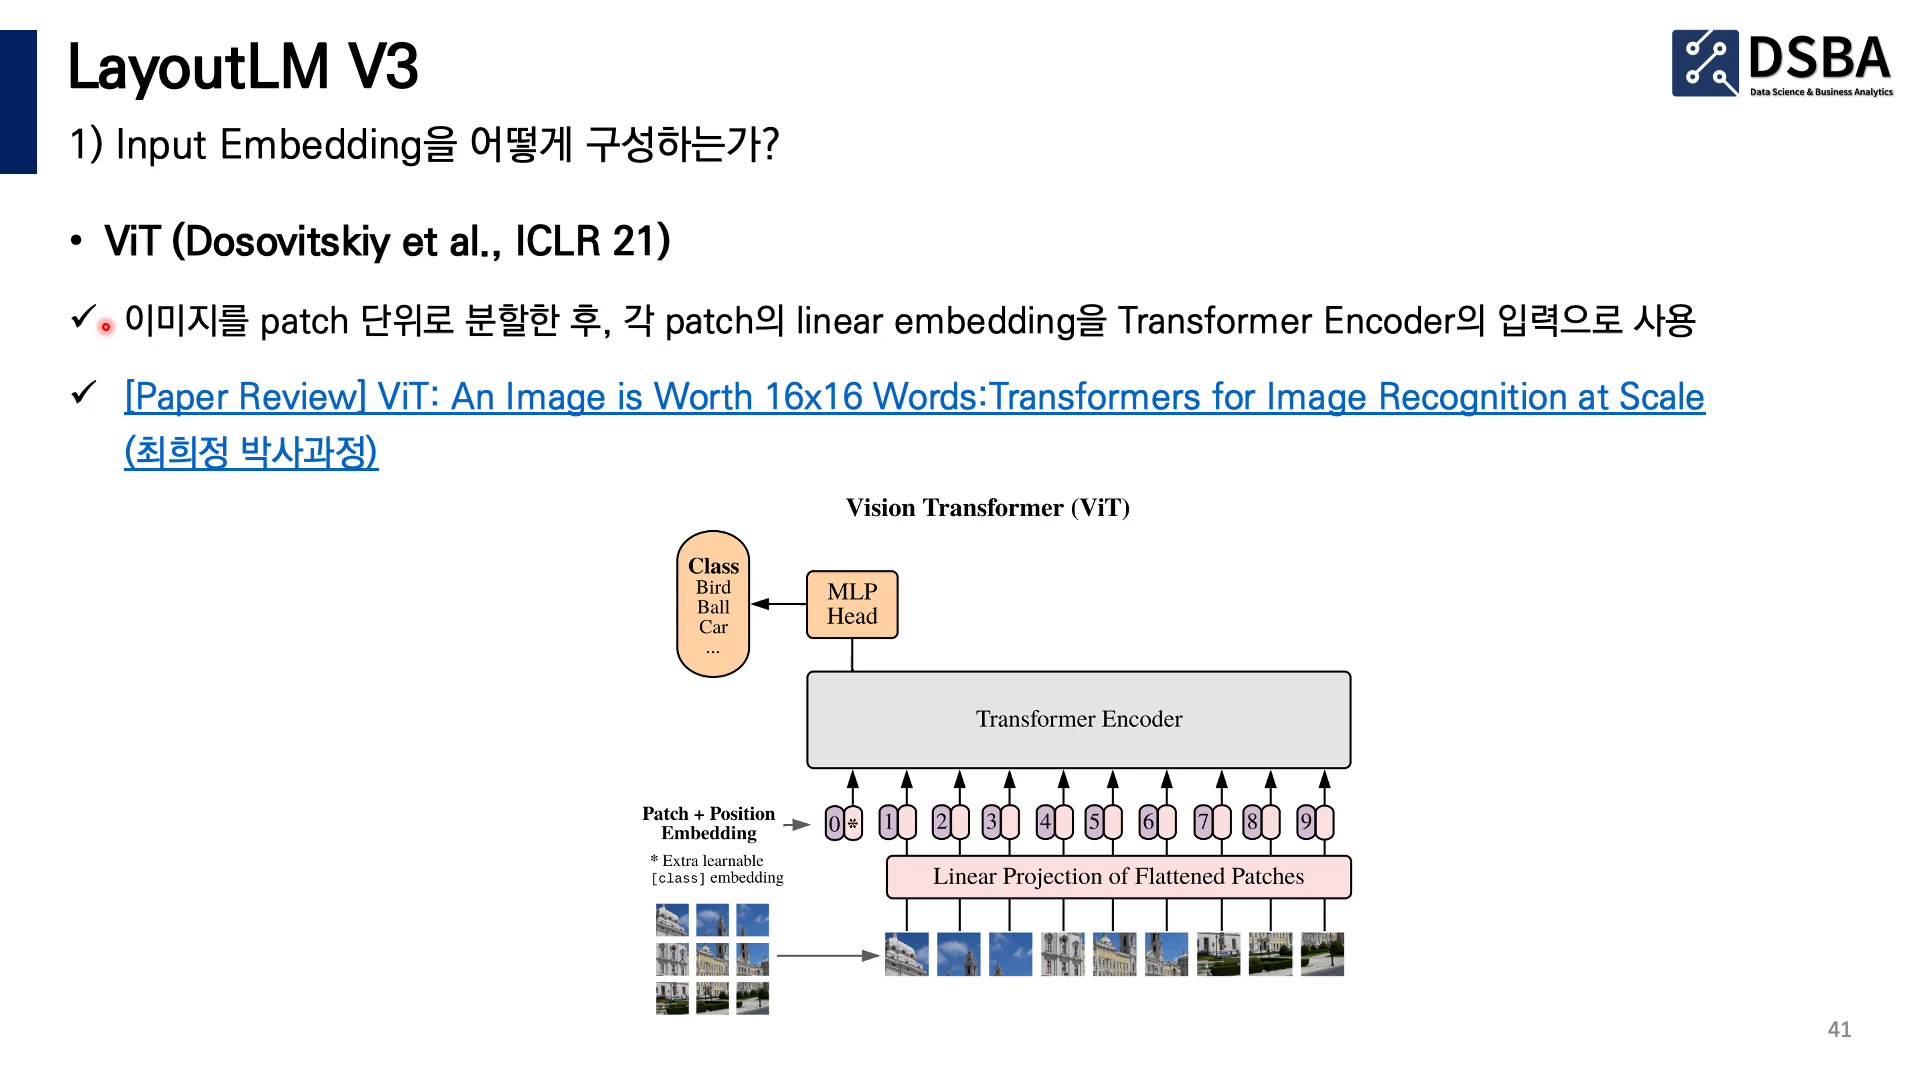 LayoutLM V3
DSBA
Data Science & Business Analytics
1) Input Embedding을 어떻게 구성하는가?
• ViT (Dosovitskiy et al., ICLR 21)
✓ 이미지를 patch 단위로 분할한 후, 각 patch의 linear embedding을 Transformer Encoder의 입력으로 사용
✓ [Paper Review] ViT: An Image is Worth 16x16 Words:Transformers for Image Recognition at Scale
(최희정 박사과정)
Vision Transformer (ViT)
Class
Bird
Ball
Car
...
MLP
Head
Transformer Encoder
Patch + Position
Embedding
* Extra learnable
[class] embedding
0 * 1 2 3 4 5 6 7 8 9
Linear Projection of Flattened Patches
41